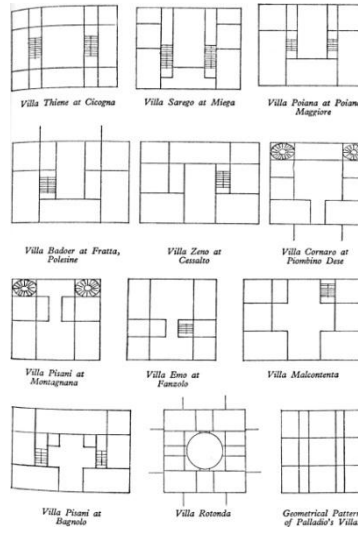 Villa Thiene at Cicogna
Villa Sarego at Miega
Villa Poiana at Poiana
Maggiore
Villa Badoer at Fratta,
Polesine
Villa Zeno at
Cessalto
Villa Cornaro at
Piombino Dese
Villa Pisani at
Montagnana
Villa Emo at
Fanzolo
Villa Malcontenta
Villa Pisani at
Bagnolo
Villa Rotonda
Geometrical Pattern
of Palladio's Villa